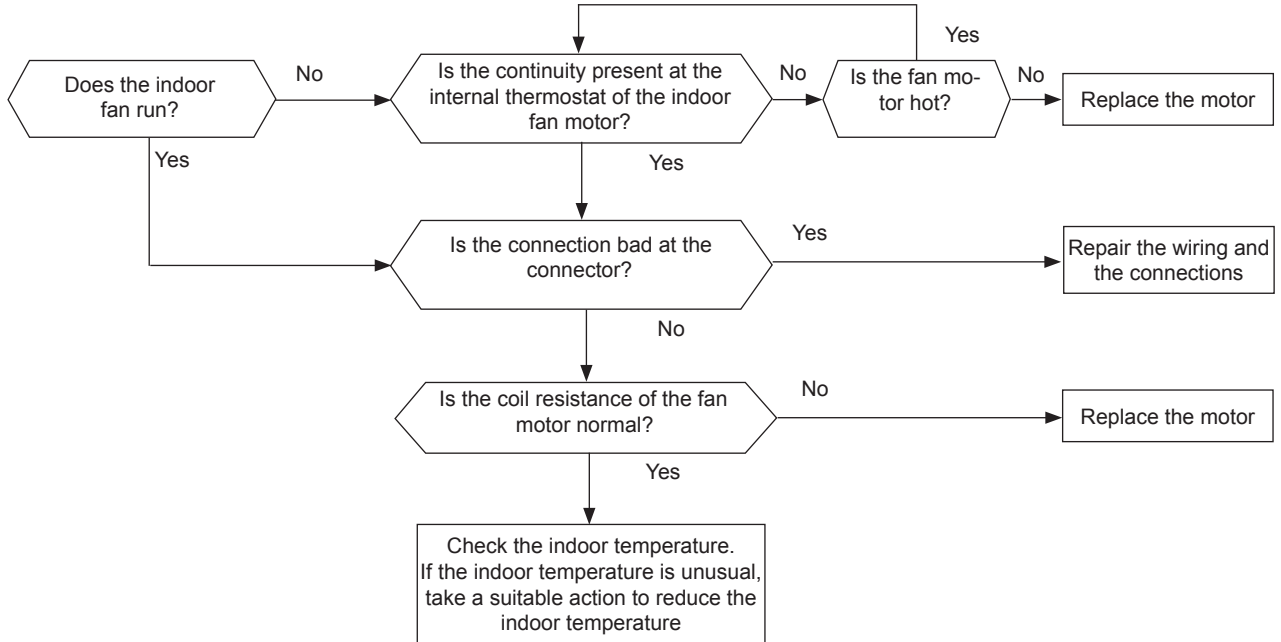 Yes
Does the indoor
fan run?
No
Is the continuity present at the
internal thermostat of the indoor
fan motor?
No
Is the fan mo-
tor hot?
No
Replace the motor
Yes
Yes
Is the connection bad at the
connector?
Yes
Repair the wiring and
the connections
No
Is the coil resistance of the fan
motor normal?
No
Replace the motor
Yes
Check the indoor temperature.
If the indoor temperature is unusual,
take a suitable action to reduce the
indoor temperature